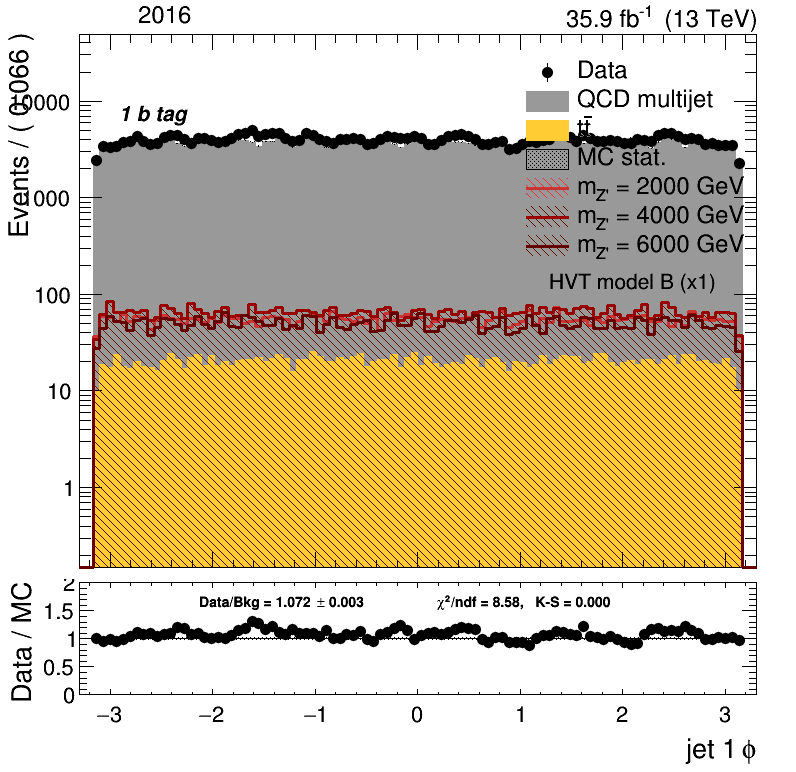 2016 35.9 fb⁻¹ (13 TeV)
Events / ( 0.066 )
10000
1000
100
10
1
1 b tag
Data
QCD multijet
tt̅
MC stat.
m_Z' = 2000 GeV
m_Z' = 4000 GeV
m_Z' = 6000 GeV
HVT model B (x1)
Data / MC
2
1.5
1
0.5
0
Data/Bkg = 1.072 ± 0.003 χ²/ndf = 8.58, K-S = 0.000
−3 −2 −1 0 1 2 3
jet 1 ϕ